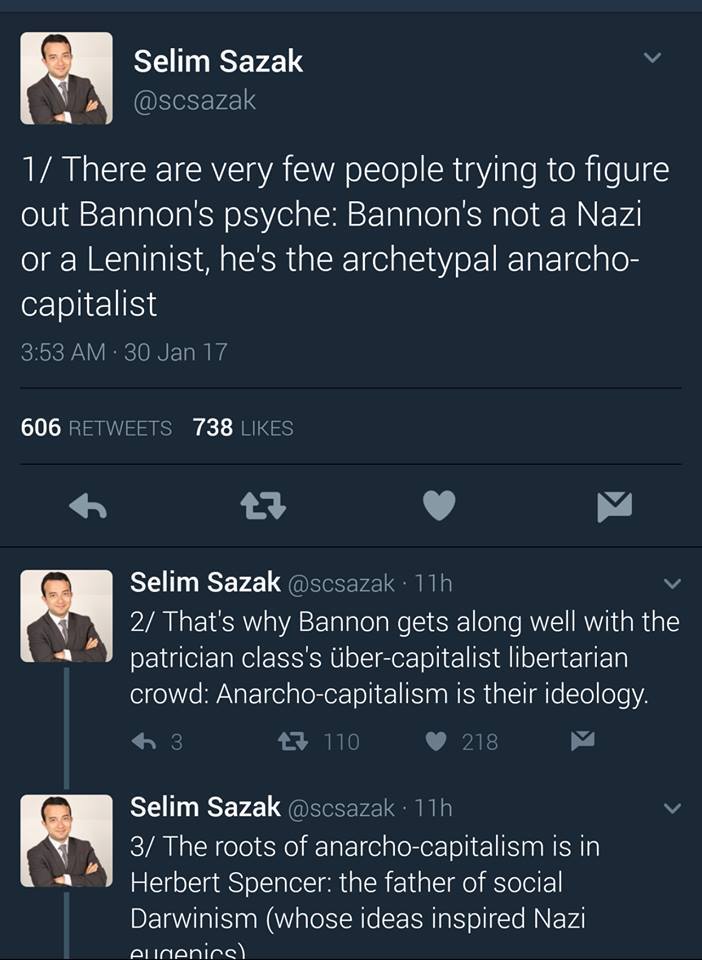 Selim Sazak
@scsazak
1/ There are very few people trying to figure
out Bannon's psyche: Bannon's not a Nazi
or a Leninist, he's the archetypal anarcho-
capitalist
3:53 AM · 30 Jan 17
606 RETWEETS 738 LIKES
Selim Sazak @scsazak · 11h
2/ That's why Bannon gets along well with the
patrician class's über-capitalist libertarian
crowd: Anarcho-capitalism is their ideology.
3 110 218
Selim Sazak @scsazak · 11h
3/ The roots of anarcho-capitalism is in
Herbert Spencer: the father of social
Darwinism (whose ideas inspired Nazi
eugenics)